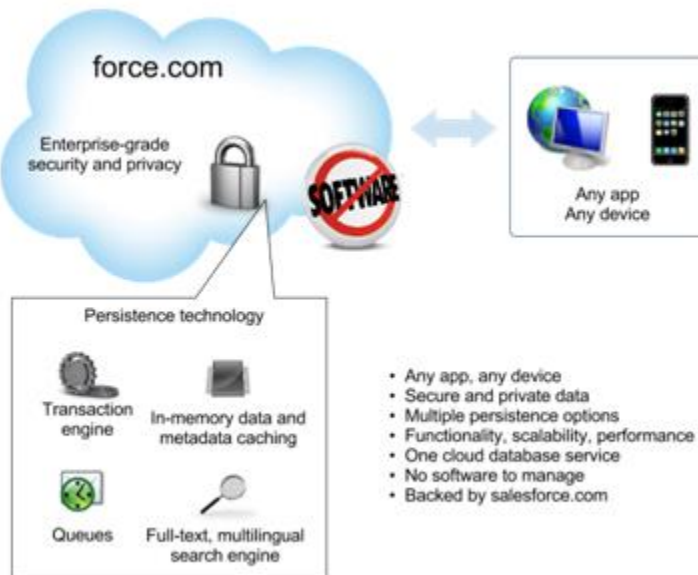 force.com
Enterprise-grade
security and privacy
SOFTWARE
Any app
Any device
Persistence technology
Transaction
engine
In-memory data and
metadata caching
Queues
Full-text, multilingual
search engine
• Any app, any device
• Secure and private data
• Multiple persistence options
• Functionality, scalability, performance
• One cloud database service
• No software to manage
• Backed by salesforce.com